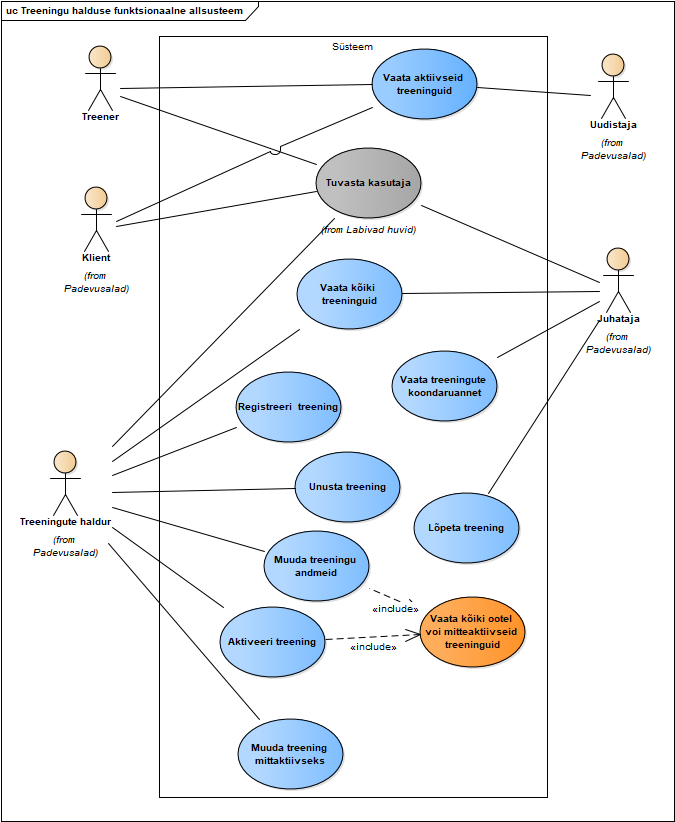 uc Treeningu halduse funktsionaalne allsusteem
Süsteem
Vaata aktiivseid
treeninguid
Treener
Uudistaja
(from
Padevusalad)
Tuvasta kasutaja
(from Labivad huvid)
Klient
(from
Padevusalad)
Vaata kõiki
treeninguid
Juhataja
(from
Padevusalad)
Vaata treeningute
koondaruannet
Registreeri treening
Unusta treening
Treeningute haldur
(from
Padevusalad)
Lõpeta treening
Muuda treeningu
andmeid
«include»
Vaata kõiki ootel
voi mitteaktiivseid
treeninguid
Aktiveeri treening
«include»
Muuda treening
mittaktiivseks